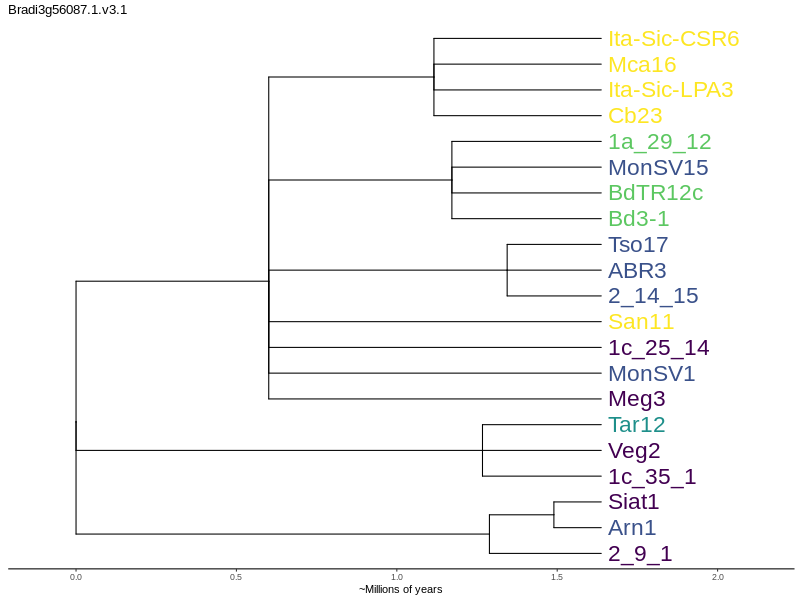 Bradi3g56087.1.v3.1
Ita-Sic-CSR6
Mca16
Ita-Sic-LPA3
Cb23
1a_29_12
MonSV15
BdTR12c
Bd3-1
Tso17
ABR3
2_14_15
San11
1c_25_14
MonSV1
Meg3
Tar12
Veg2
1c_35_1
Siat1
Arn1
2_9_1
0.0 0.5 1.0 1.5 2.0
~Millions of years